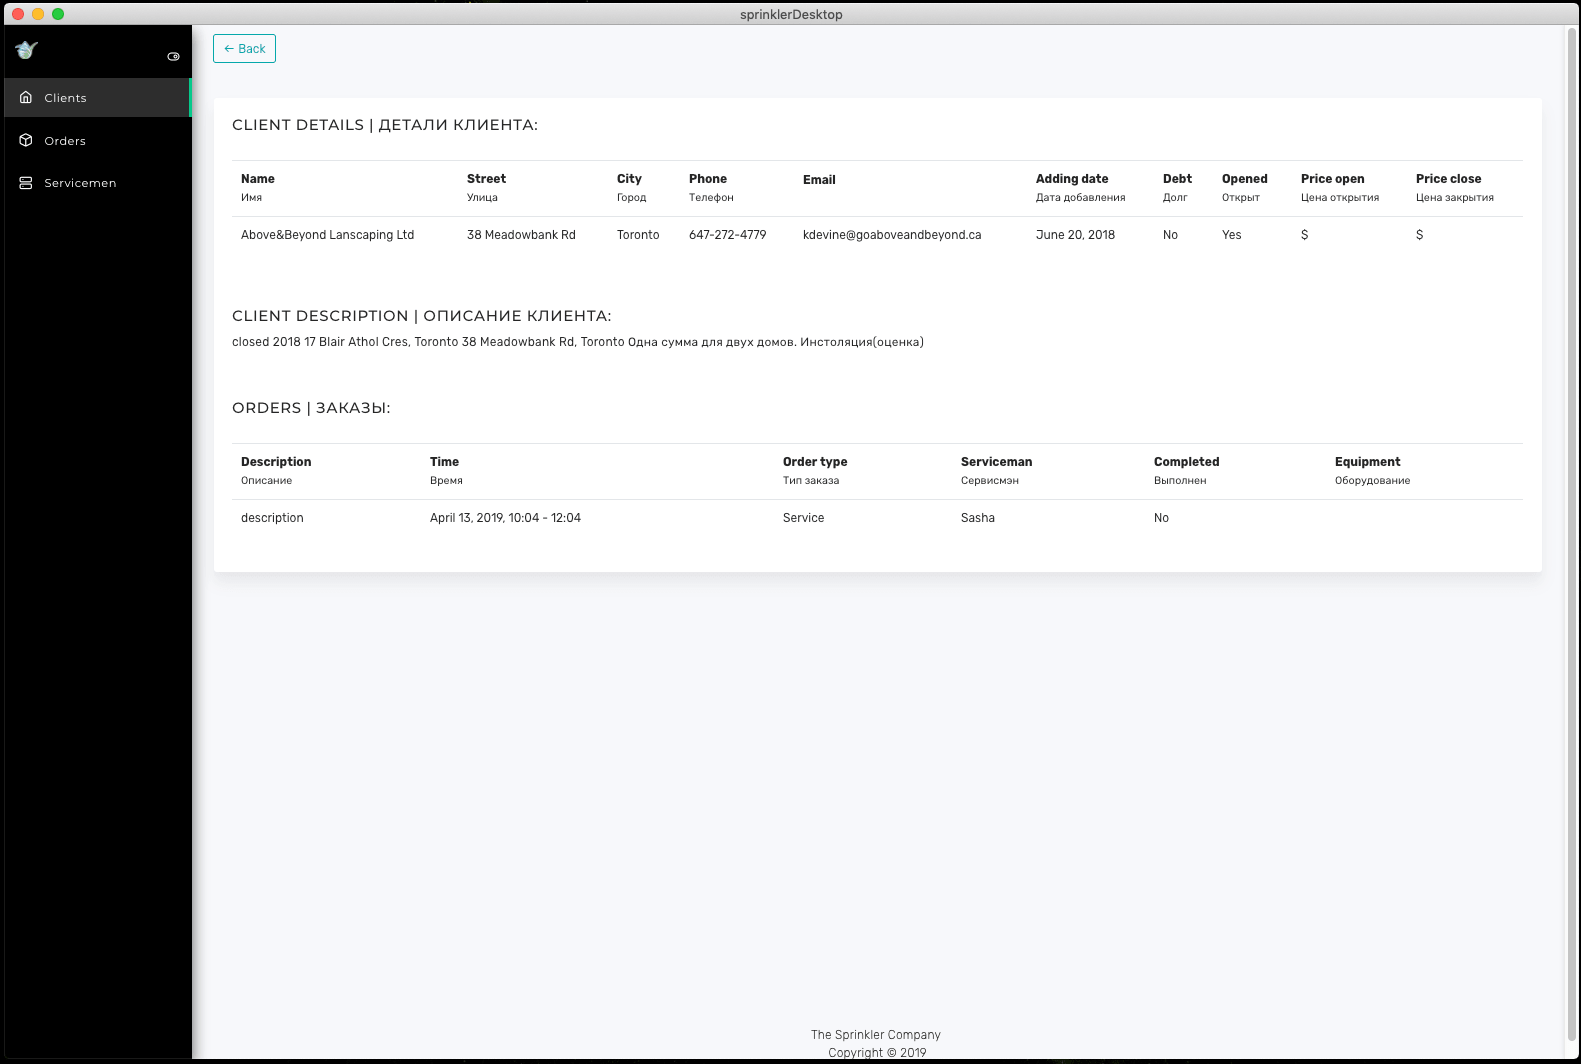 sprinklerDesktop
← Back
Clients
Orders
Servicemen
CLIENT DETAILS | ДЕТАЛИ КЛИЕНТА:
Name Street City Phone Email Adding date Debt Opened Price open Price close
Имя Улица Город Телефон Дата добавления Долг Открыт Цена открытия Цена закрытия
Above&Beyond Lanscaping Ltd 38 Meadowbank Rd Toronto 647-272-4779 kdevine@goaboveandbeyond.ca June 20, 2018 No Yes $ $
CLIENT DESCRIPTION | ОПИСАНИЕ КЛИЕНТА:
closed 2018 17 Blair Athol Cres, Toronto 38 Meadowbank Rd, Toronto Одна сумма для двух домов. Инстоляция(оценка)
ORDERS | ЗАКАЗЫ:
Description Time Order type Serviceman Completed Equipment
Описание Время Тип заказа Сервисмэн Выполнен Оборудование
description April 13, 2019, 10:04 - 12:04 Service Sasha No
The Sprinkler Company
Copyright © 2019